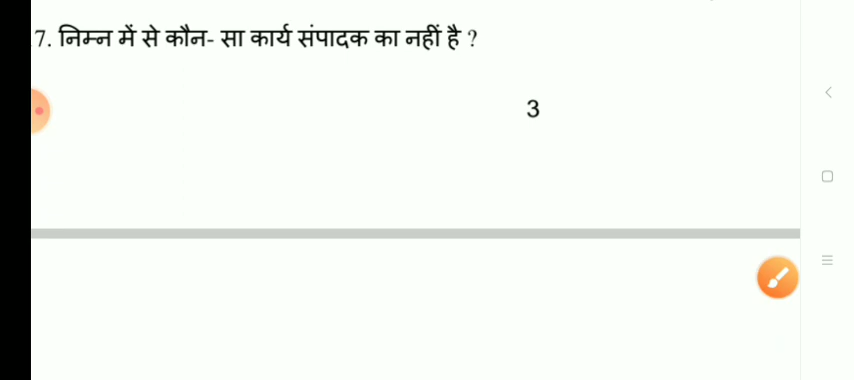 7. निम्न में से कौन- सा कार्य संपादक का नहीं है ?
3